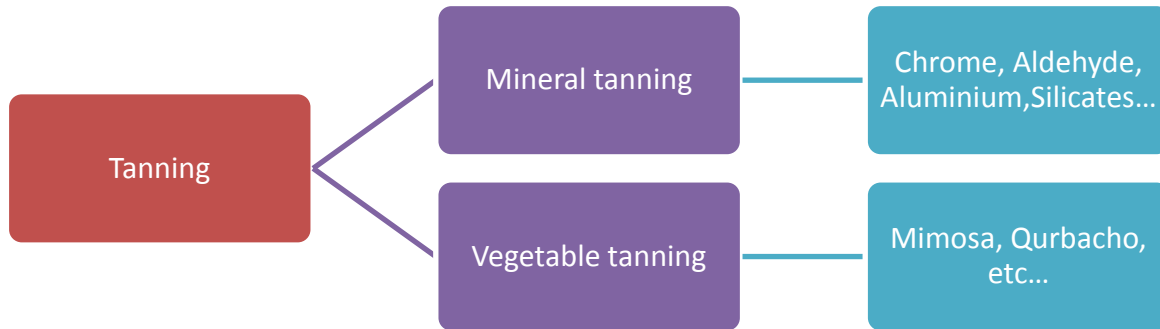 Tanning
Mineral tanning
Chrome, Aldehyde,
Aluminium,Silicates...
Vegetable tanning
Mimosa, Qurbacho,
etc...